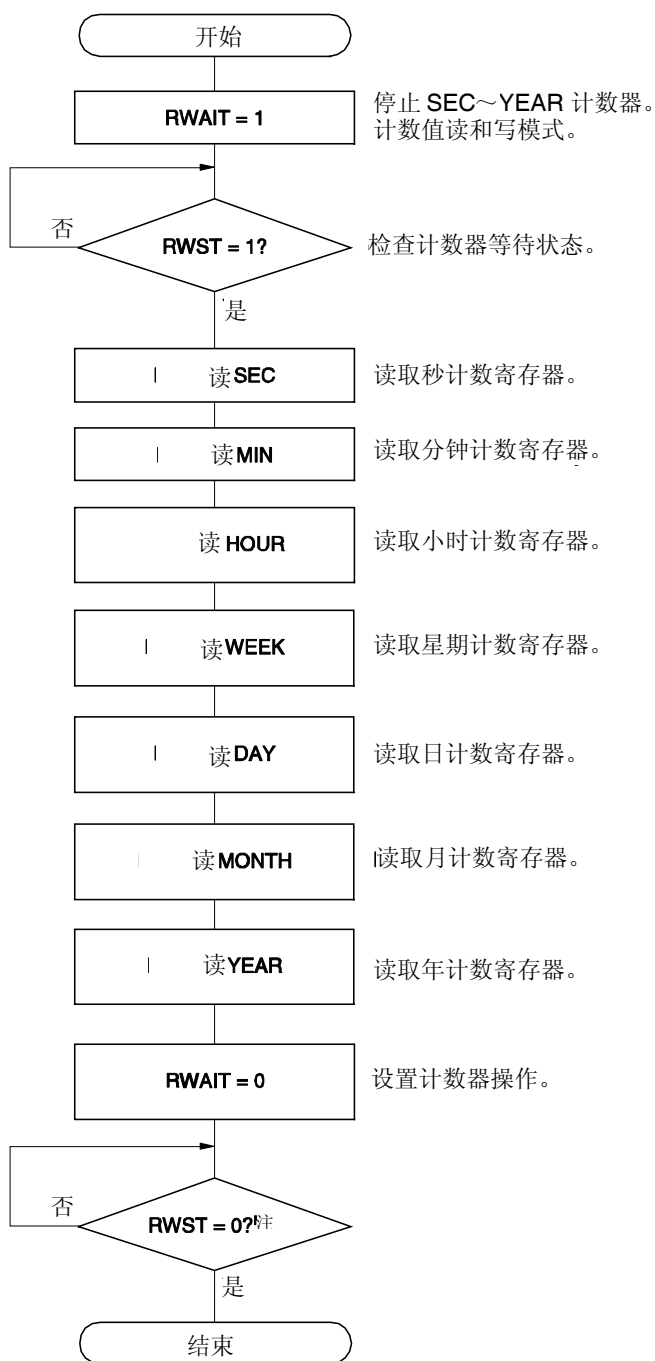 开始
RWAIT = 1
停止 SEC～YEAR 计数器。
计数值读和写模式。
否
RWST = 1?
检查计数器等待状态。
是
读SEC
读取秒计数寄存器。
读MIN
读取分钟计数寄存器。
读 HOUR
读取小时计数寄存器。
读WEEK
读取星期计数寄存器。
读DAY
读取日计数寄存器。
读MONTH
读取月计数寄存器。
读YEAR
读取年计数寄存器。
RWAIT = 0
设置计数器操作。
否
RWST = 0?注
是
结束